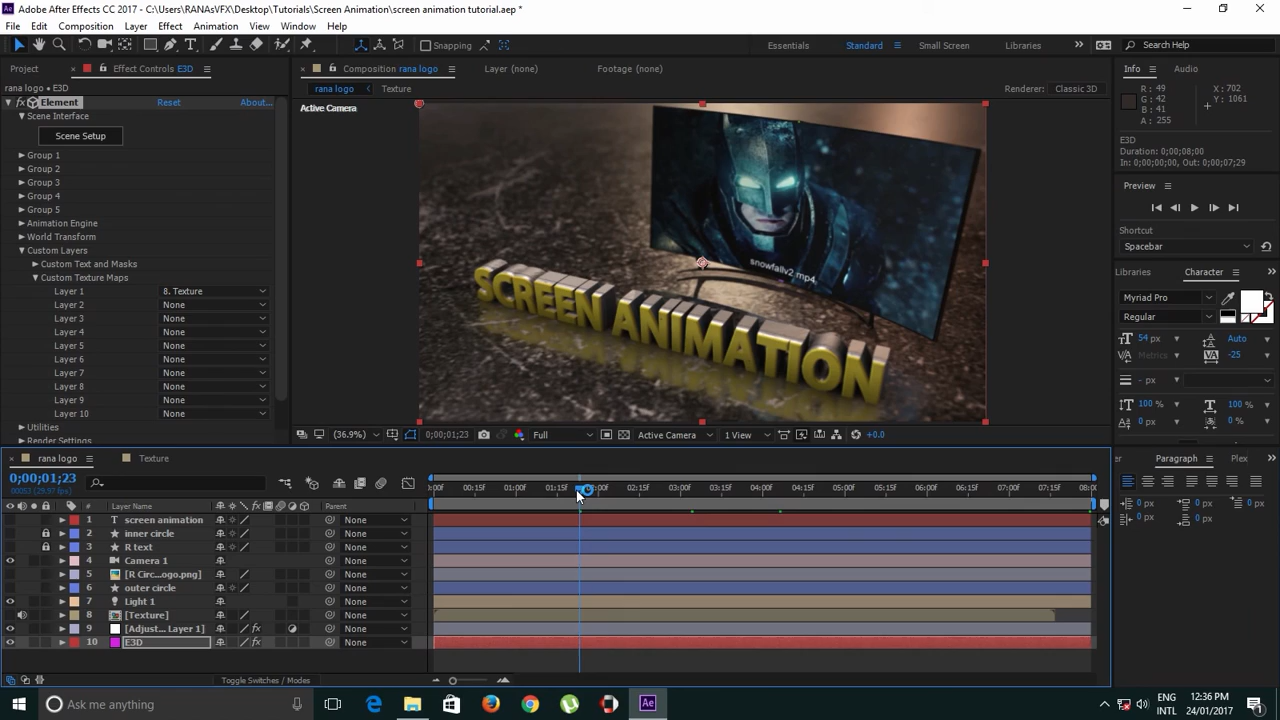 Adobe After Effects CC 2017 - C:\Users\RANAsVFX\Desktop\Tutorials\Screen Animation\screen animation tutorial.aep *
File Edit Composition Layer Effect Animation View Window Help
Snapping
Essentials Standard Small Screen Libraries
Search Help
Project
Effect Controls E3D
rana logo • E3D
fx Element Reset About...
Scene Interface
Scene Setup
Group 1
Group 2
Group 3
Group 4
Group 5
Animation Engine
World Transform
Custom Layers
Custom Text and Masks
Custom Texture Maps
Layer 1 8. Texture
Layer 2 None
Layer 3 None
Layer 4 None
Layer 5 None
Layer 6 None
Layer 7 None
Layer 8 None
Layer 9 None
Layer 10 None
Utilities
Render Settings
Composition rana logo
Layer (none)
Footage (none)
rana logo Texture
Renderer: Classic 3D
Active Camera
snowfallv2.mp4
SCREEN ANIMATION
(36.9%) 0;00;01;23 Full Active Camera 1 View +0.0
Info Audio
R : 49
G : 42
B : 41
A : 255
X : 702
Y : 1061
E3D
Duration: 0;00;08;00
In: 0;00;00;00, Out: 0;00;07;29
Preview
Shortcut
Spacebar
Libraries Character
Myriad Pro
Regular
54 px Auto
Metrics -25
- px
100 % 100 %
0 px 0 %
Paragraph Plex
0 px 0 px 0 px
0 px 0 px
rana logo Texture
0;00;01;23
00053 (29.97 fps)
:00f 00:15f 01:00f 01:15f 02:00f 02:15f 03:00f 03:15f 04:00f 04:15f 05:00f 05:15f 06:00f 06:15f 07:00f 07:15f 08:0
# Layer Name Parent
1 T screen animation None
2 inner circle None
3 R text None
4 Camera 1 None
5 [R Circ...ogo.png] None
6 outer circle None
7 Light 1 None
8 [Texture] None
9 [Adjust... Layer 1] fx None
10 E3D fx None
Toggle Switches / Modes
Ask me anything
ENG
INTL
12:36 PM
24/01/2017